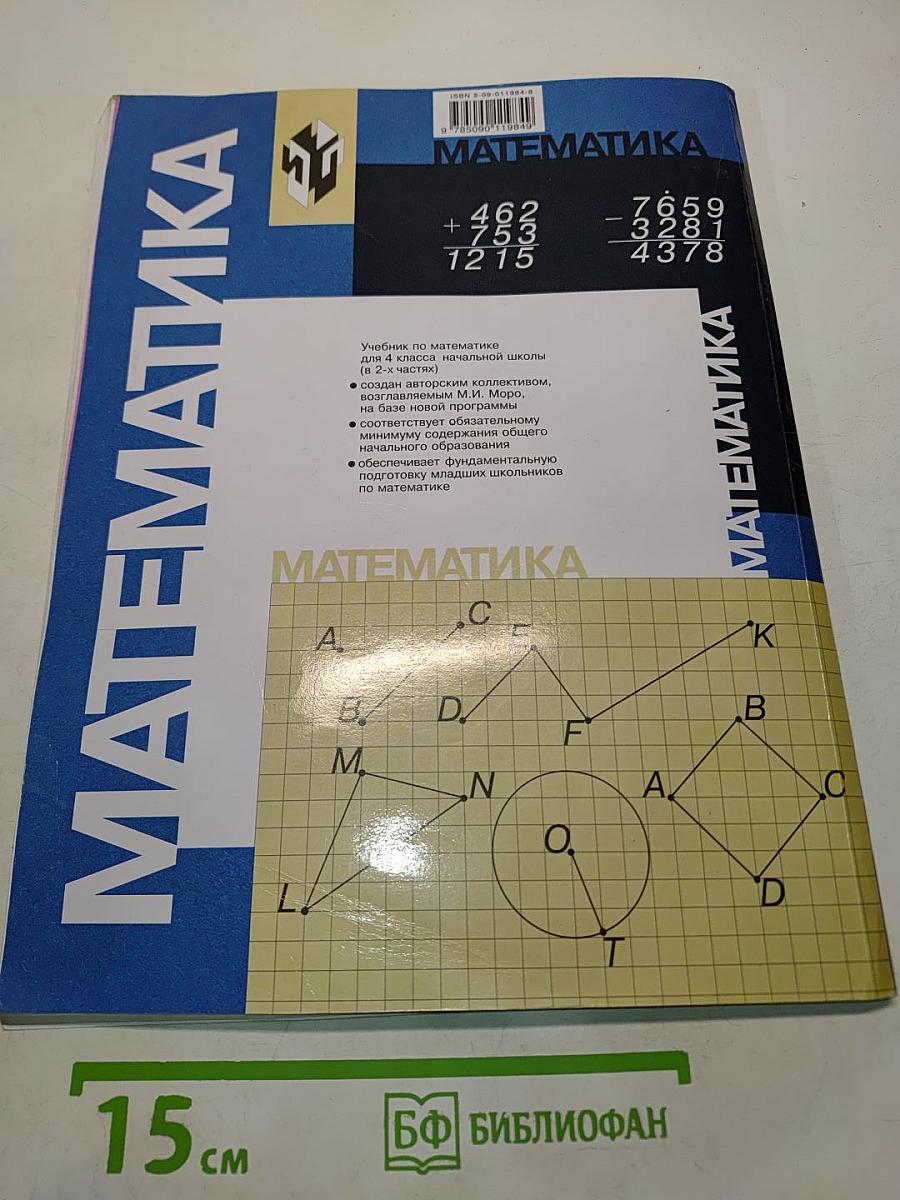 МАТЕМАТИКА
ISBN 5-09-011984-8
9 785090 119849
МАТЕМАТИКА
+ 462
753
1215
− 7659
3281
4378
МАТЕМАТИКА
Учебник по математике
для 4 класса начальной школы
(в 2-х частях)
• создан авторским коллективом,
возглавляемым М.И. Моро,
на базе новой программы
• соответствует обязательному
минимуму содержания общего
начального образования
• обеспечивает фундаментальную
подготовку младших школьников
по математике
МАТЕМАТИКА
A
C
E
K
B
D
F
B
M
N
A
C
O
L
D
T
15 см
БФ БИБЛИОФАН